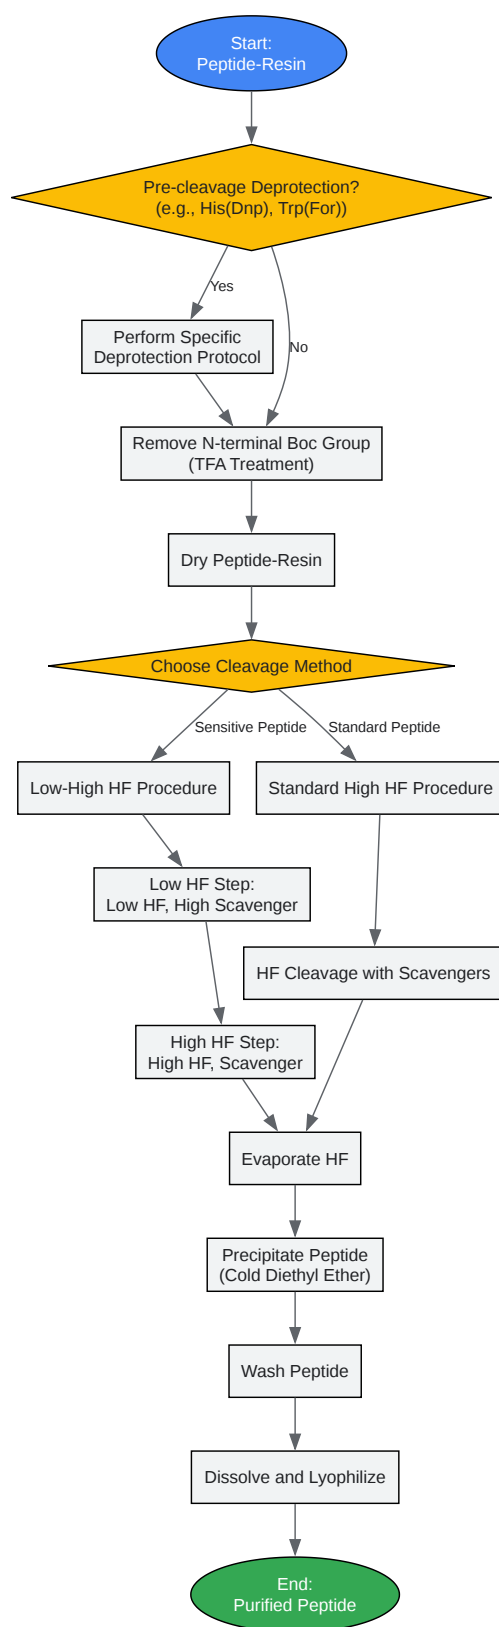 Start:
Peptide-Resin
Pre-cleavage Deprotection?
(e.g., His(Dnp), Trp(For))
Yes
Perform Specific
Deprotection Protocol
No
Remove N-terminal Boc Group
(TFA Treatment)
Dry Peptide-Resin
Choose Cleavage Method
Sensitive Peptide
Standard Peptide
Low-High HF Procedure
Standard High HF Procedure
Low HF Step:
Low HF, High Scavenger
HF Cleavage with Scavengers
High HF Step:
High HF, Scavenger
Evaporate HF
Precipitate Peptide
(Cold Diethyl Ether)
Wash Peptide
Dissolve and Lyophilize
End:
Purified Peptide